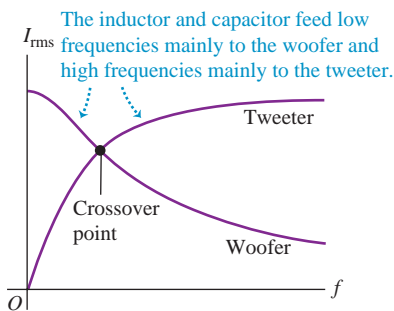 The inductor and capacitor feed low
frequencies mainly to the woofer and
high frequencies mainly to the tweeter.
I_rms
Tweeter
Crossover
point
Woofer
f
O